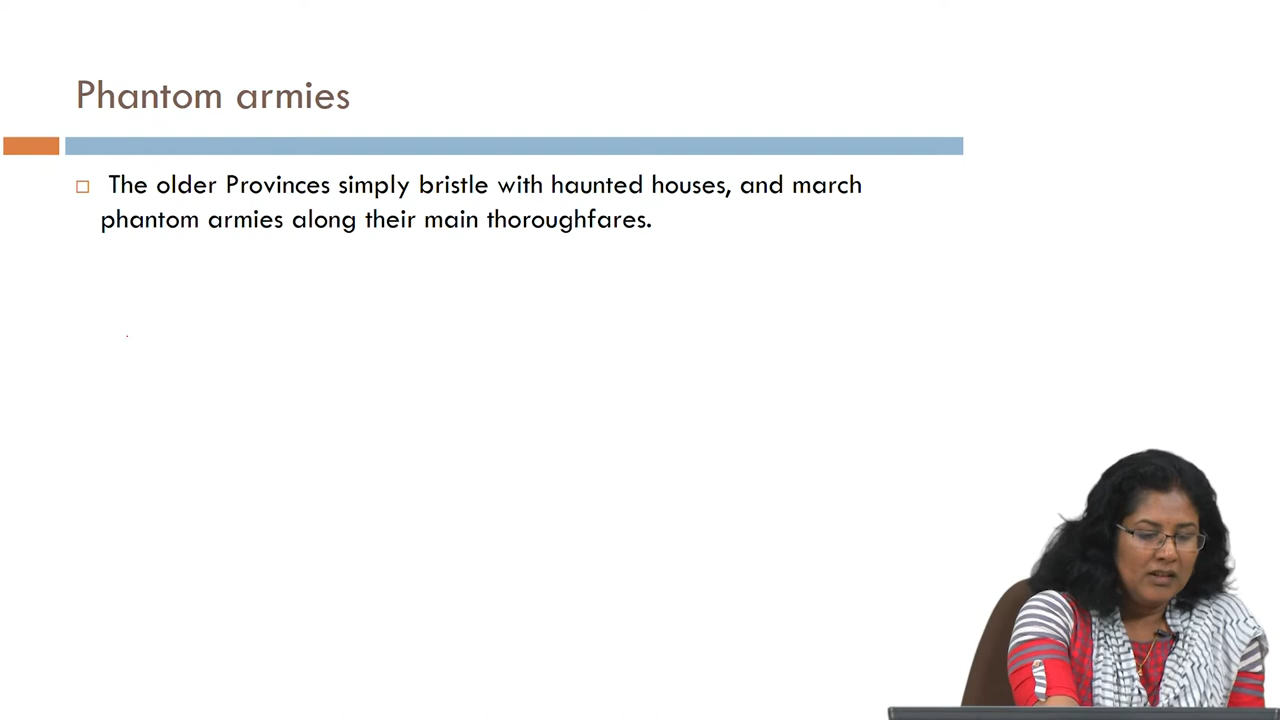 Phantom armies
The older Provinces simply bristle with haunted houses, and march
phantom armies along their main thoroughfares.